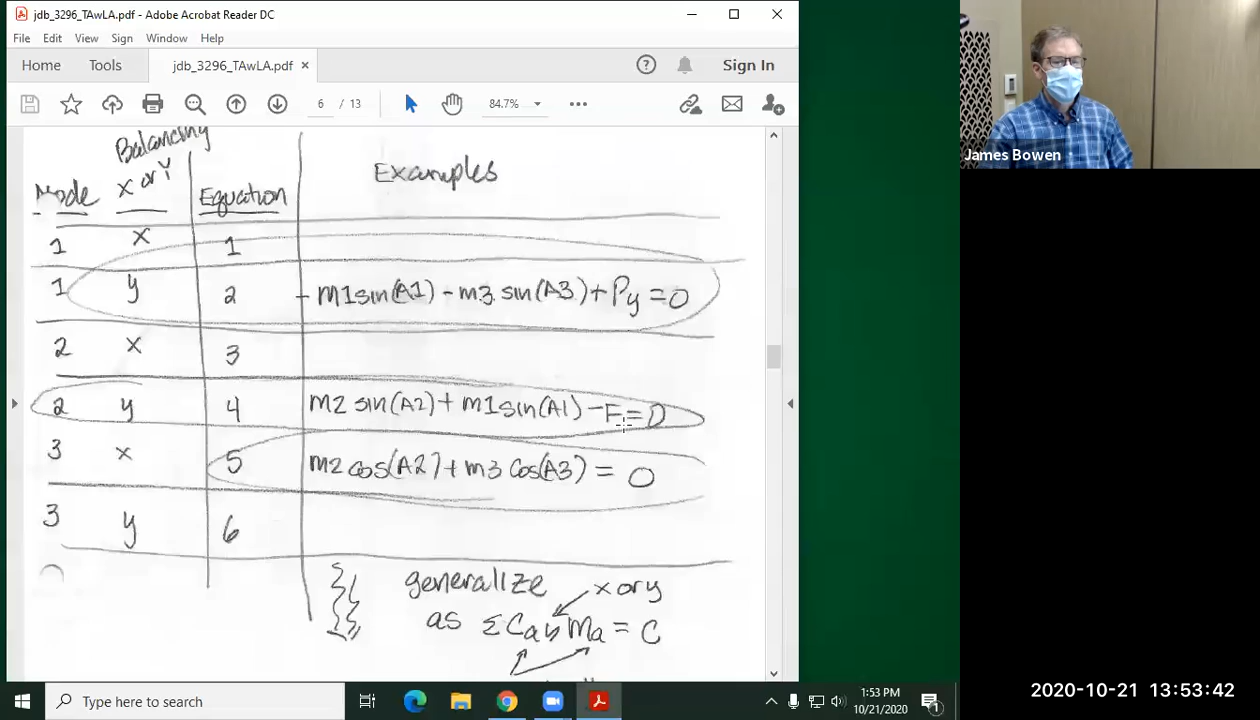 jdb_3296_TAwLA.pdf - Adobe Acrobat Reader DC
File Edit View Sign Window Help
Home Tools jdb_3296_TAwLA.pdf × Sign In
6 / 13 84.7%
James Bowen
Balancing
Node X or Y Equation Examples
1 X 1
1 y 2 -m1sin(A1) - m3 sin(A3) + Py = 0
2 X 3
2 y 4 m2 sin(A2) + m1sin(A1) - F = 0
3 X 5 m2 cos(A2) + m3 cos(A3) = 0
3 y 6
generalize x or y
as Σ Ca Ma = C
Type here to search
1:53 PM
10/21/2020
1
2020-10-21 13:53:42